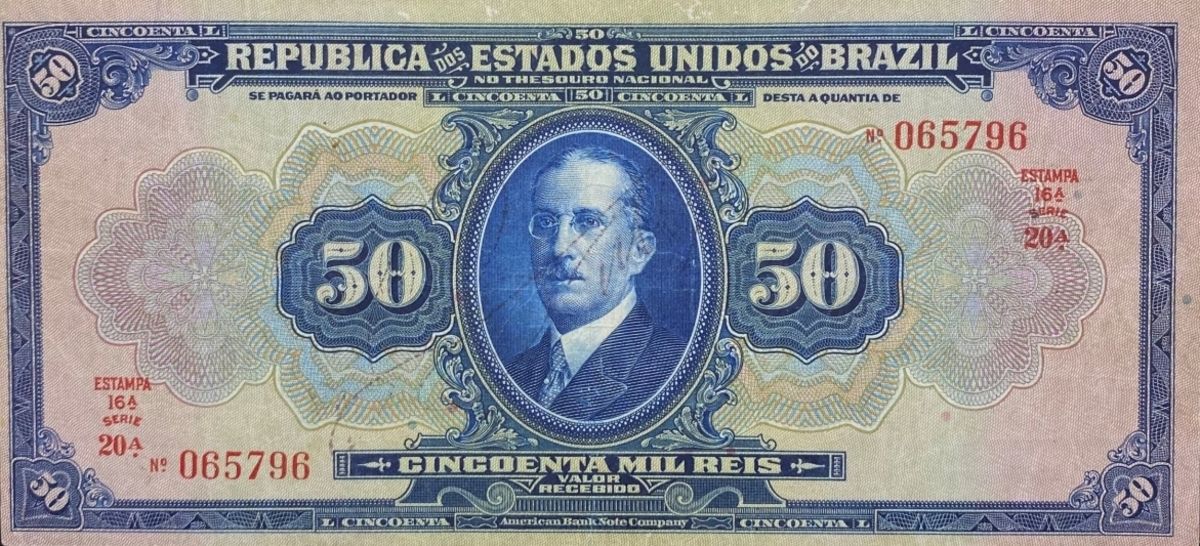 CINCOENTA L 50 L CINCOENTA
50 REPUBLICA DOS ESTADOS UNIDOS DO BRAZIL 50
NO THESOURO NACIONAL
SE PAGARÁ AO PORTADOR L CINCOENTA 50 CINCOENTA L DESTA A QUANTIA DE
Nº 065796
ESTAMPA
16ª
SERIE
20ª
50 50
ESTAMPA
16ª
SERIE
20ª
Nº 065796
CINCOENTA MIL REIS
VALOR
RECEBIDO
50 50
L CINCOENTA American Bank Note Company CINCOENTA L